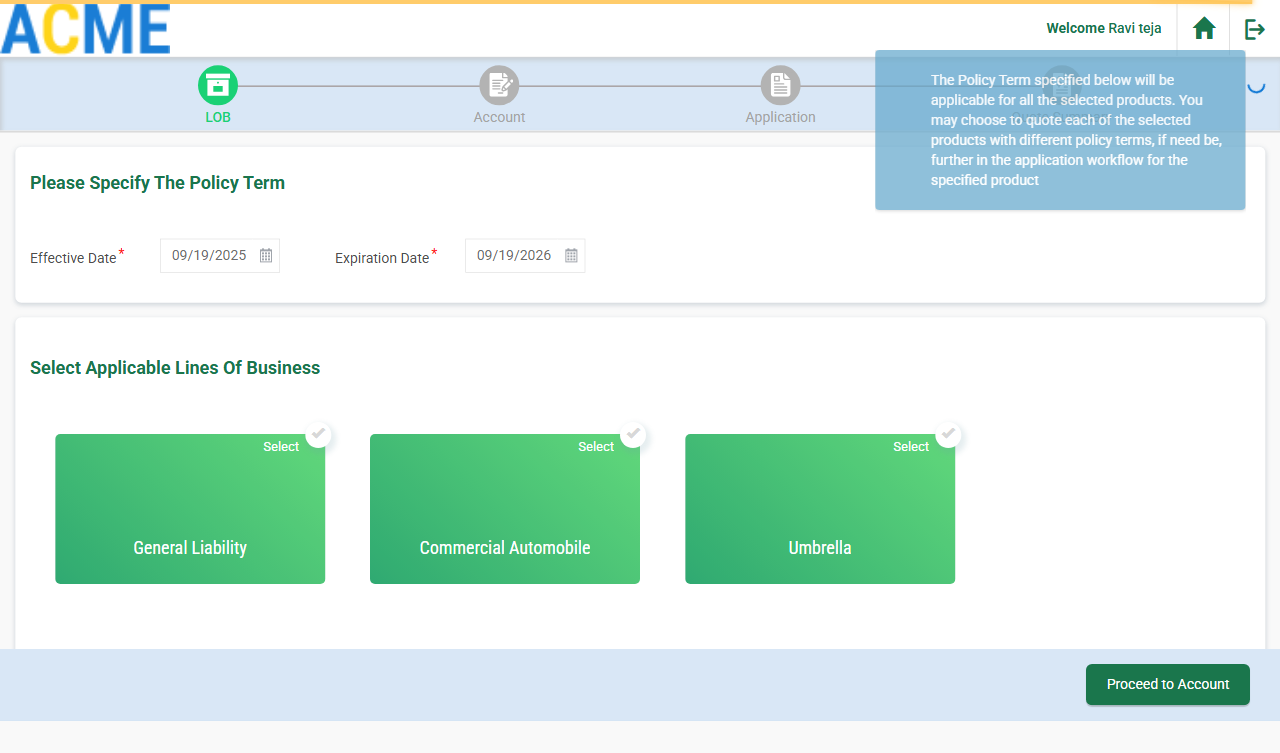 ACME
Welcome Ravi teja
LOB
Account
Application
The Policy Term specified below will be
applicable for all the selected products. You
may choose to quote each of the selected
products with different policy terms, if need be,
further in the application workflow for the
specified product
Please Specify The Policy Term
Effective Date*
09/19/2025
Expiration Date*
09/19/2026
Select Applicable Lines Of Business
Select
General Liability
Select
Commercial Automobile
Select
Umbrella
Proceed to Account